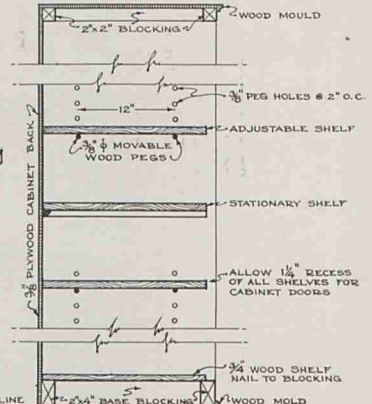 WOOD MOULD
2"x2" BLOCKING
3/8" PEG HOLES @ 2" O.C.
12"
ADJUSTABLE SHELF
3/8" ϕ MOVABLE
WOOD PEGS
3/8" PLYWOOD CABINET BACK
STATIONARY SHELF
ALLOW 1/4" RECESS
OF ALL SHELVES FOR
CABINET DOORS
3/4" WOOD SHELF
NAIL TO BLOCKING
LINE
2"x4" BASE BLOCKING
WOOD MOLD